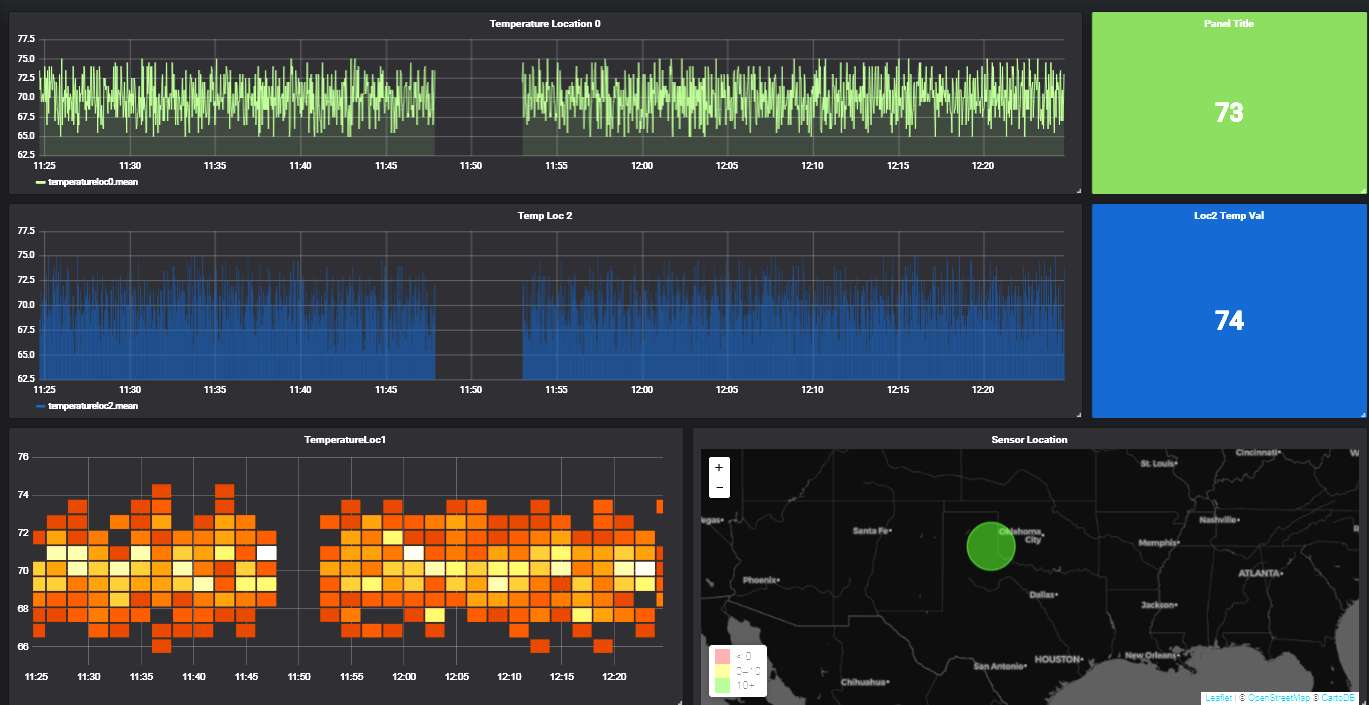 Temperature Location 0
77.5
75.0
72.5
70.0
67.5
65.0
62.5
11:25 11:30 11:35 11:40 11:45 11:50 11:55 12:00 12:05 12:10 12:15 12:20
temperatureloc0.mean
Panel Title
73
Temp Loc 2
77.5
75.0
72.5
70.0
67.5
65.0
62.5
11:25 11:30 11:35 11:40 11:45 11:50 11:55 12:00 12:05 12:10 12:15 12:20
temperatureloc2.mean
Loc2 Temp Val
74
TemperatureLoc1
76
74
72
70
68
66
11:25 11:30 11:35 11:40 11:45 11:50 11:55 12:00 12:05 12:10 12:15 12:20
Sensor Location
+
−
Cincinnati
St. Louis
egas
Santa Fe
Oklahoma
City
Nashville
Memphis
Phoenix
ATLANTA
Dallas
Jackson
New Orleans
HOUSTON
San Antonio
Chihuahua
< 0
0–10
10+
Leaflet | © OpenStreetMap © CartoDB